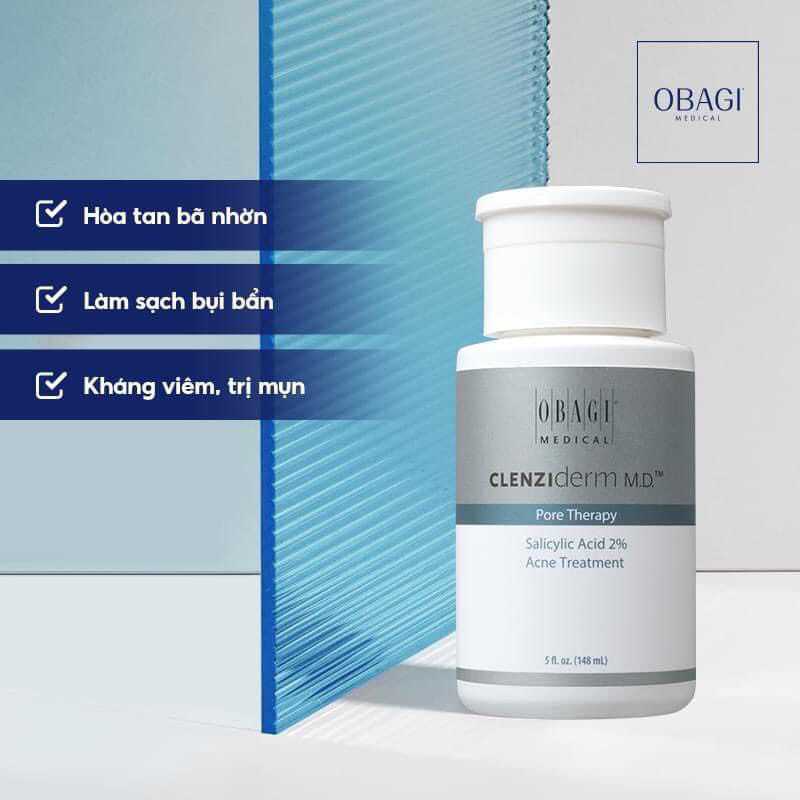 OBAGI
MEDICAL
Hòa tan bã nhờn
Làm sạch bụi bẩn
Kháng viêm, trị mụn
OBAGI
MEDICAL
CLENZIderm M.D.™
Pore Therapy
Salicylic Acid 2%
Acne Treatment
5 fl. oz. (148 mL)